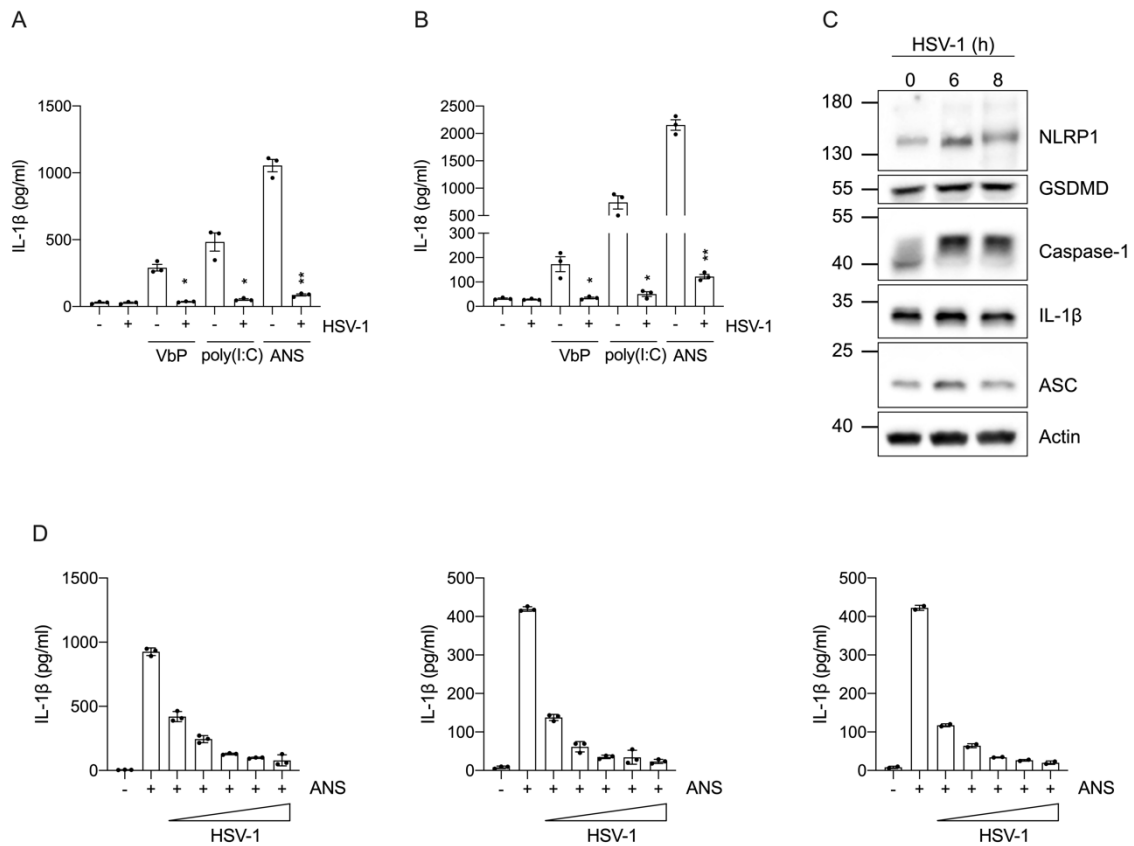 A
IL-1β (pg/ml)
1500
1000
500
0
- + - + - + - + HSV-1
VbP poly(I:C) ANS
B
IL-18 (pg/ml)
2500
2000
1500
1000
500
200
100
0
- + - + - + - + HSV-1
VbP poly(I:C) ANS
* * **
* * **
C
HSV-1 (h)
0 6 8
180
130
NLRP1
55
GSDMD
55
40
Caspase-1
35
IL-1β
25
ASC
40
Actin
D
IL-1β (pg/ml)
1500
1000
500
0
- + + + + + + ANS
HSV-1
IL-1β (pg/ml)
500
400
300
200
100
0
- + + + + + + ANS
HSV-1
IL-1β (pg/ml)
500
400
300
200
100
0
- + + + + + + ANS
HSV-1